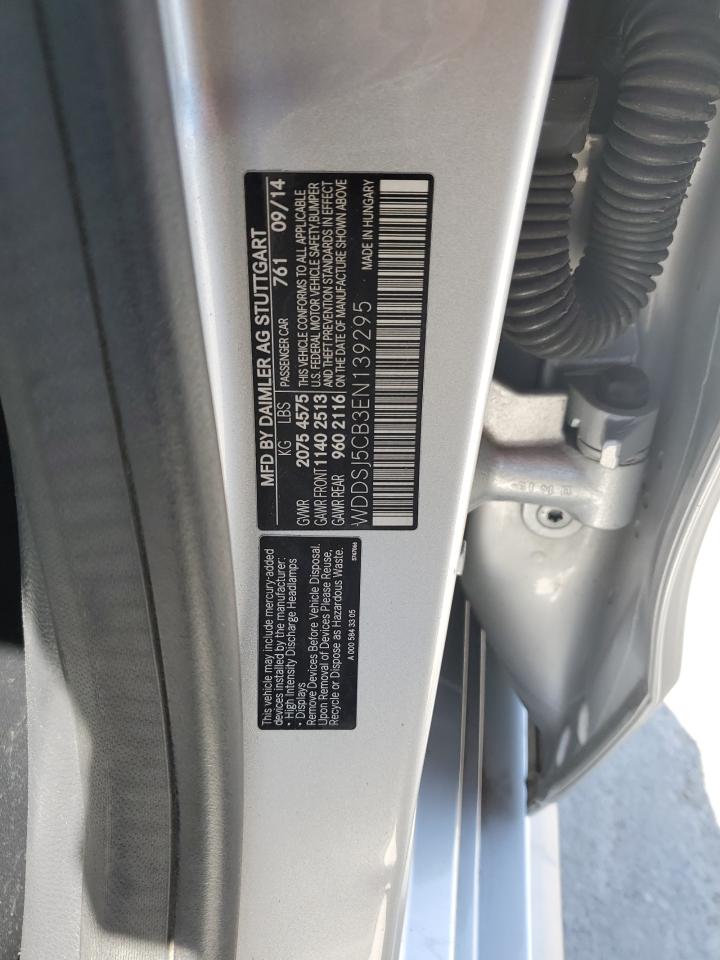 MFD BY DAIMLER AG STUTTGART
KG LBS PASSENGER CAR 761 09/14
GVWR 2075 4575 THIS VEHICLE CONFORMS TO ALL APPLICABLE
GAWR FRONT 1140 2513 U.S. FEDERAL MOTOR VEHICLE SAFETY, BUMPER
AND THEFT PREVENTION STANDARDS IN EFFECT
GAWR REAR 960 2116 ON THE DATE OF MANUFACTURE SHOWN ABOVE
WDDSJ5CB3EN139295 MADE IN HUNGARY
This vehicle may include mercury-added
devices installed by the manufacturer:
• High Intensity Discharge Headlamps
• Displays
Remove Devices Before Vehicle Disposal.
Upon Removal of Devices Please Reuse,
Recycle or Dispose as Hazardous Waste.
A 000 584 33 05